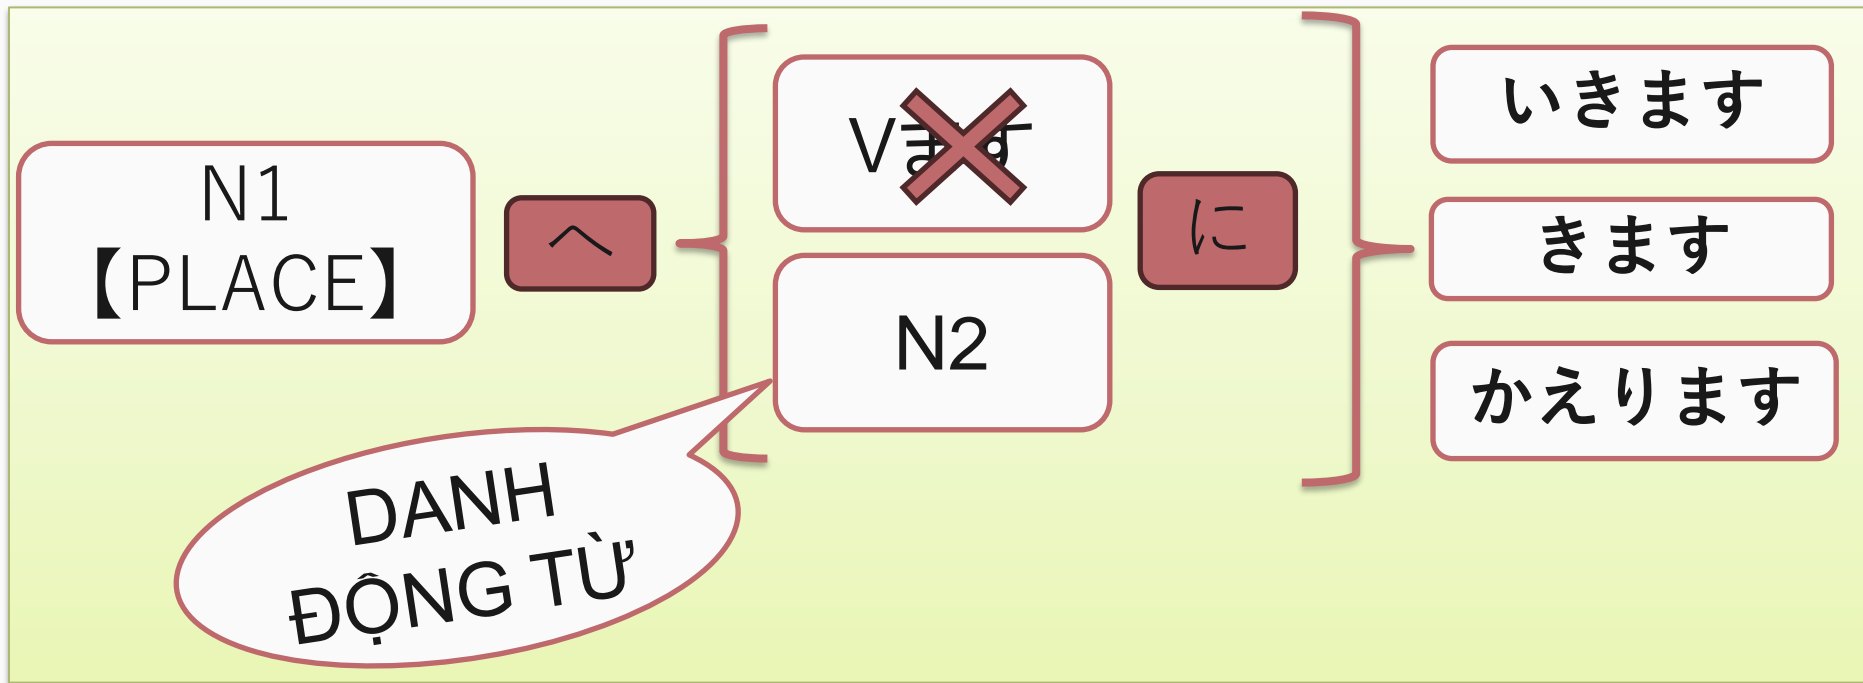 N1
【PLACE】
へ
Vます
N2
に
いきます
きます
かえります
DANH
ĐỘNG TỪ